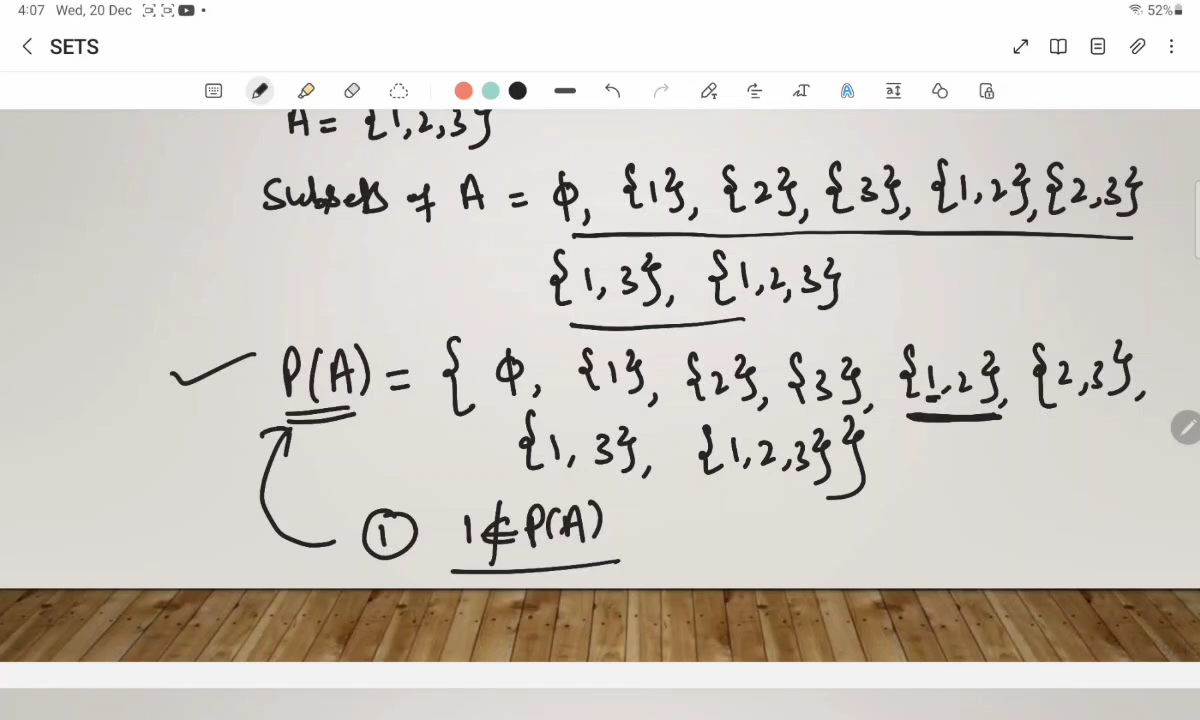 4:07 Wed, 20 Dec 52%
SETS
A = {1,2,3}
Subsets of A = ϕ, {1}, {2}, {3}, {1,2}, {2,3}
{1,3}, {1,2,3}
P(A) = { ϕ, {1}, {2}, {3}, {1,2}, {2,3},
{1,3}, {1,2,3}}
① 1∉P(A)